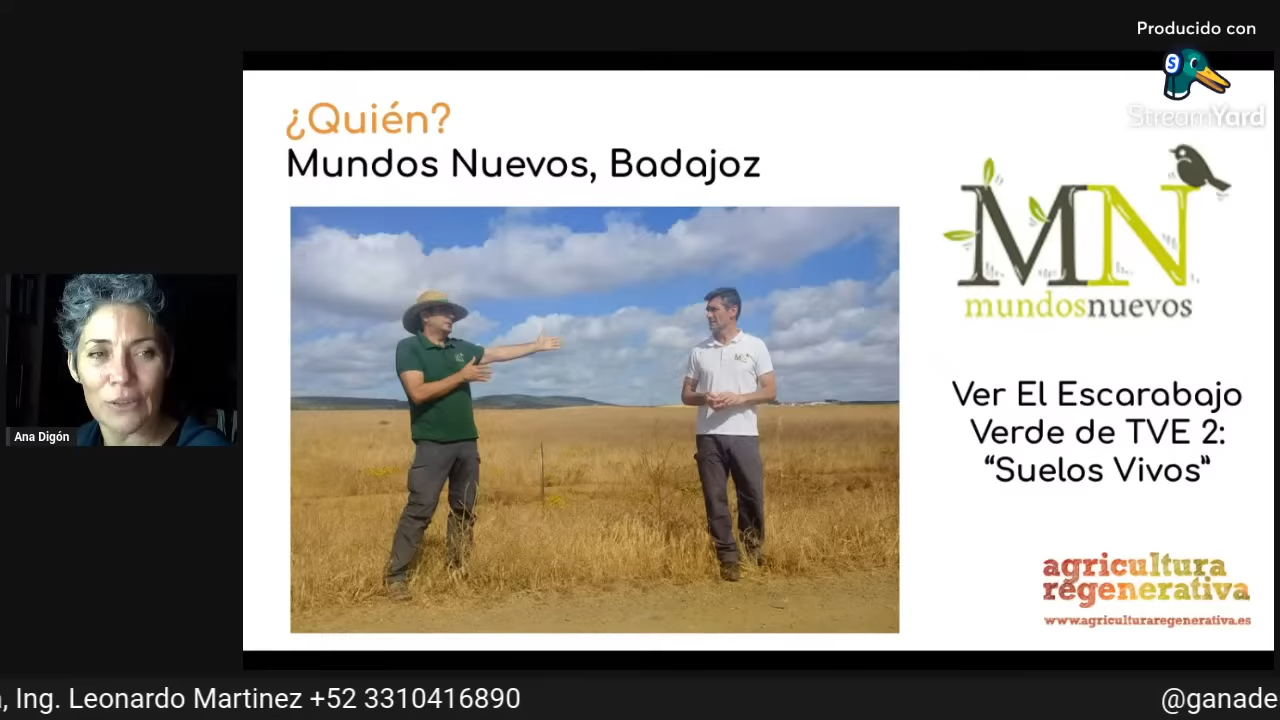 Producido con
StreamYard
¿Quién?
Mundos Nuevos, Badajoz
MN
mundosnuevos
Ver El Escarabajo
Verde de TVE 2:
“Suelos Vivos”
Ana Digón
agricultura
regenerativa
www.agriculturaregenerativa.es
, Ing. Leonardo Martinez +52 3310416890
@ganade